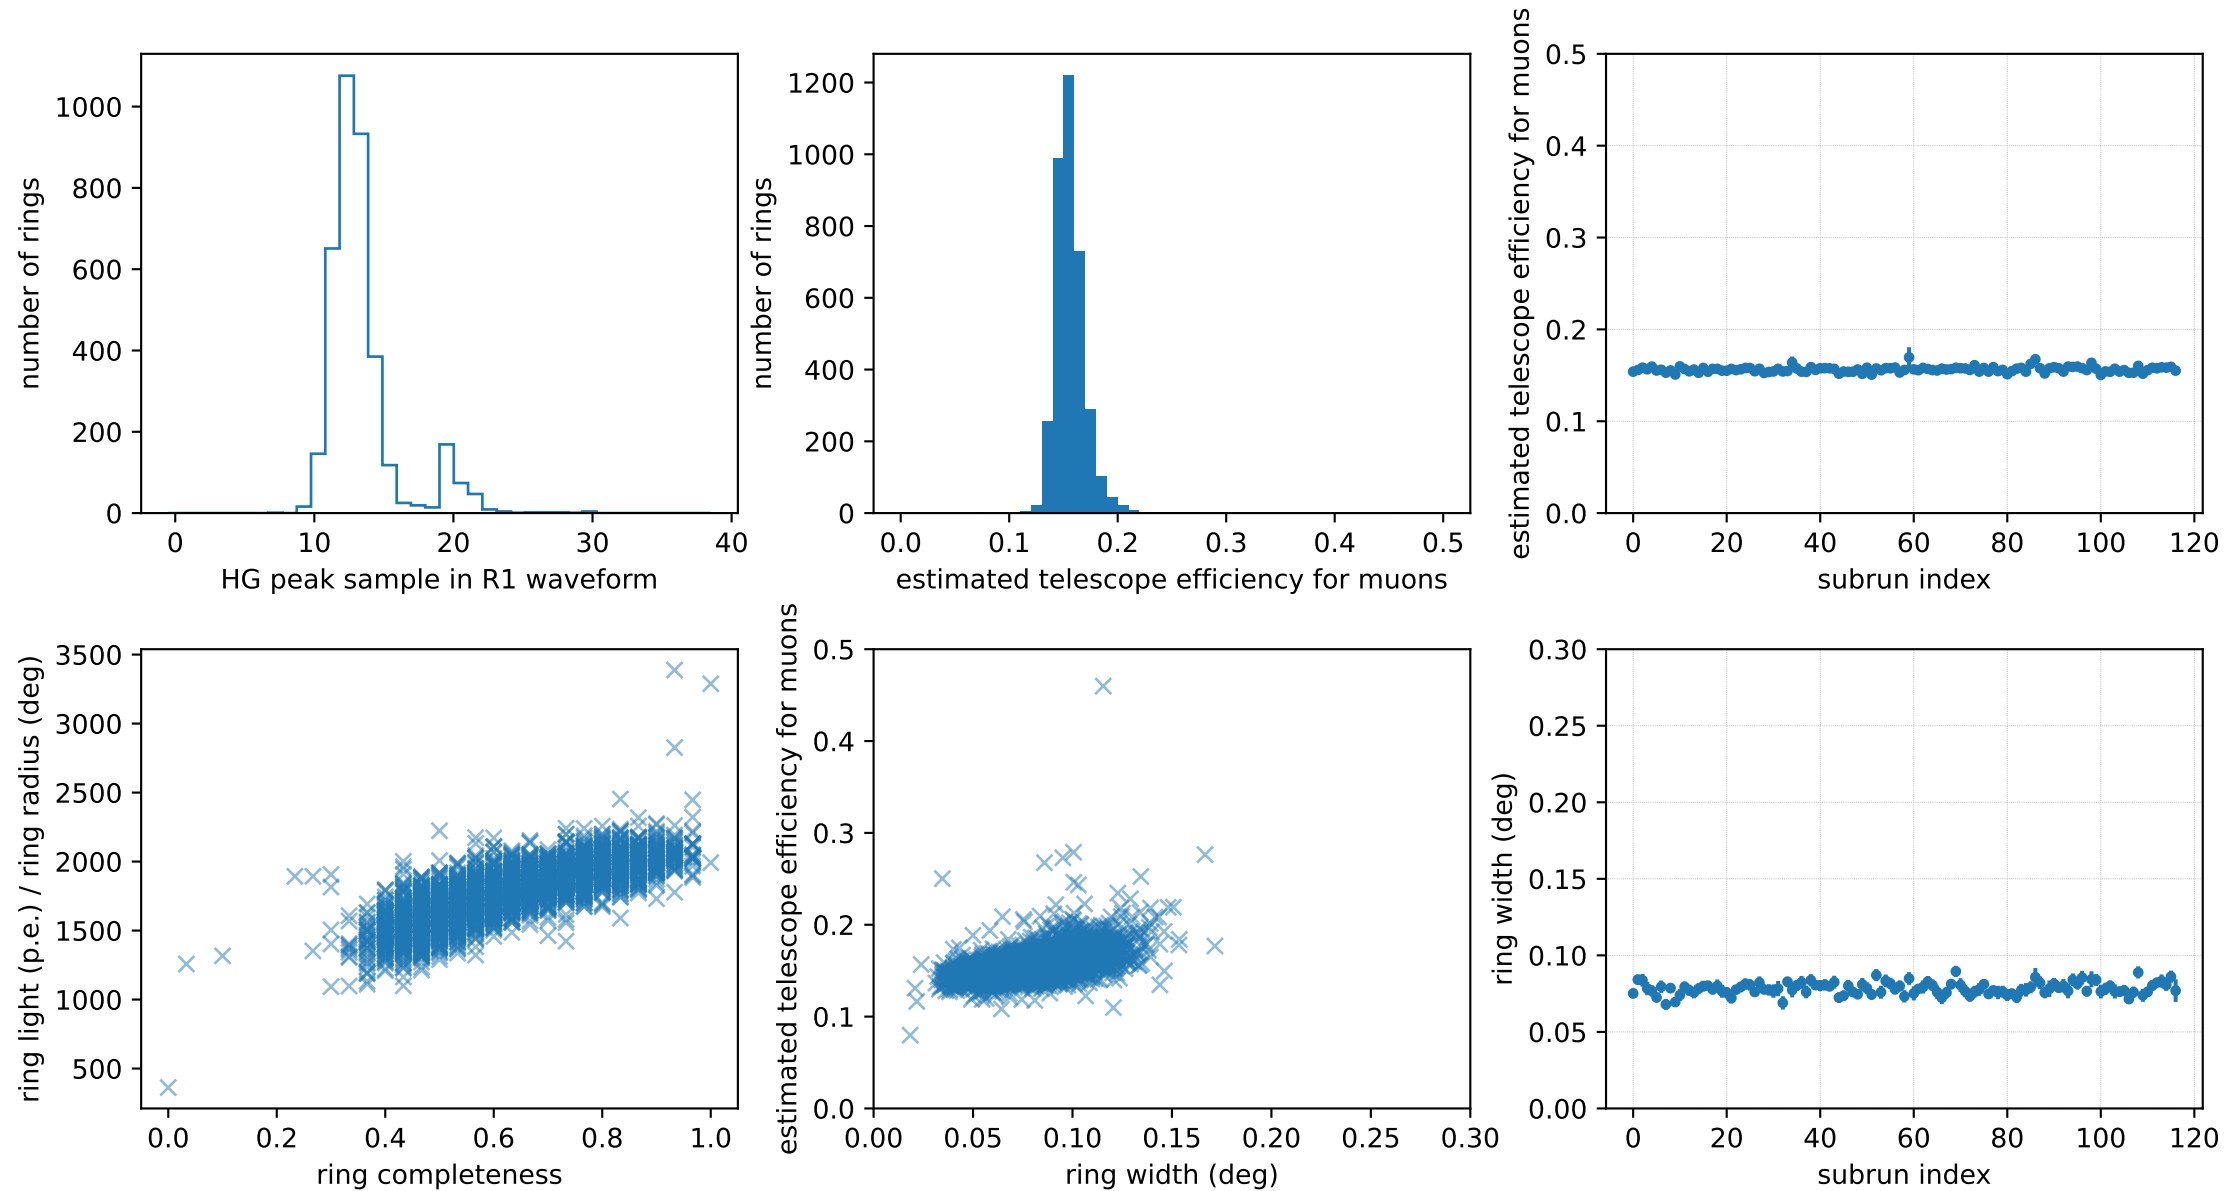 number of rings
1000
800
600
400
200
0
0 10 20 30 40
HG peak sample in R1 waveform
number of rings
1200
1000
800
600
400
200
0
0.0 0.1 0.2 0.3 0.4 0.5
estimated telescope efficiency for muons
estimated telescope efficiency for muons
0.5
0.4
0.3
0.2
0.1
0.0
0 20 40 60 80 100 120
subrun index
ring light (p.e.) / ring radius (deg)
3500
3000
2500
2000
1500
1000
500
0.0 0.2 0.4 0.6 0.8 1.0
ring completeness
estimated telescope efficiency for muons
0.5
0.4
0.3
0.2
0.1
0.0
0.00 0.05 0.10 0.15 0.20 0.25 0.30
ring width (deg)
ring width (deg)
0.30
0.25
0.20
0.15
0.10
0.05
0.00
0 20 40 60 80 100 120
subrun index